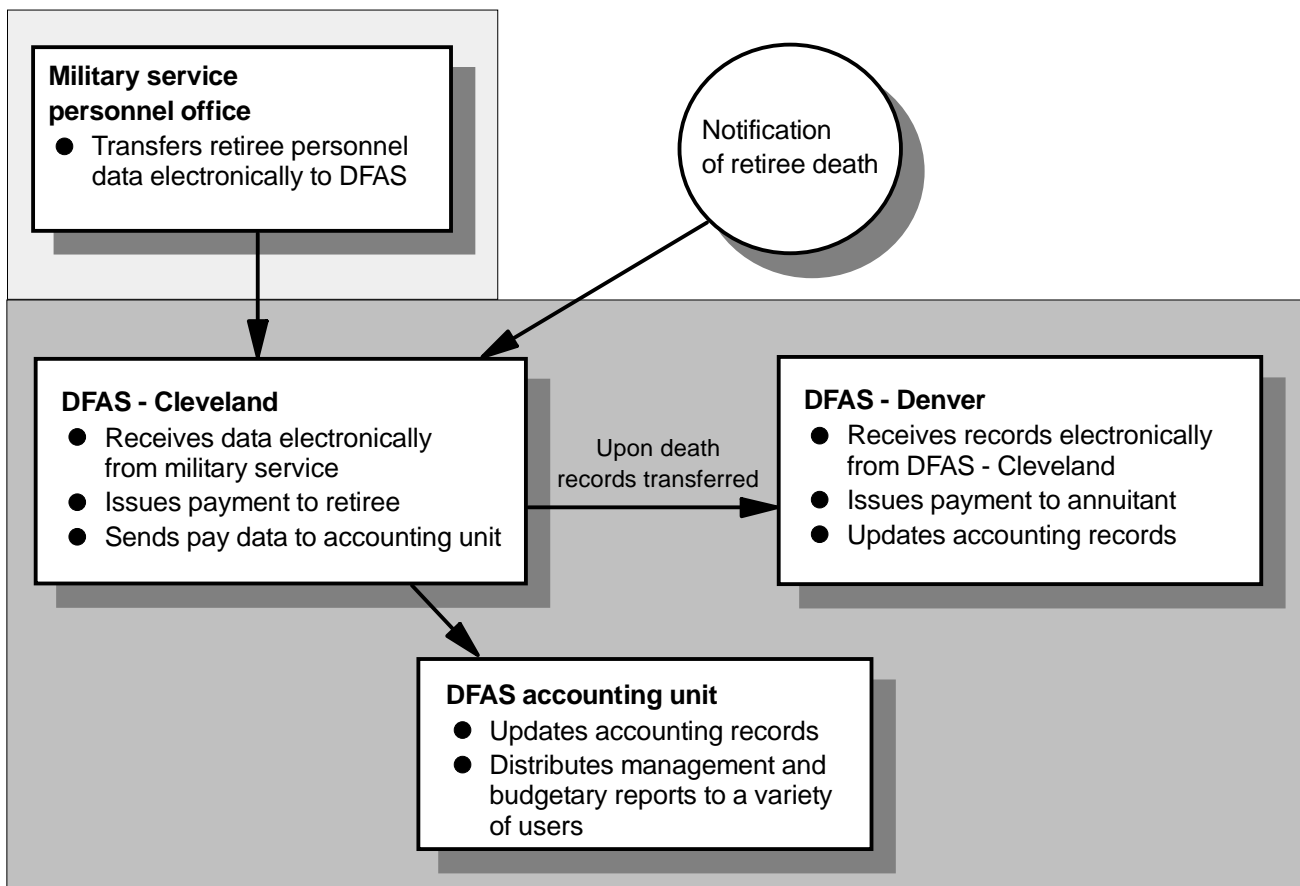 Military service
personnel office
● Transfers retiree personnel
data electronically to DFAS
Notification
of retiree death
DFAS - Cleveland
● Receives data electronically
from military service
● Issues payment to retiree
● Sends pay data to accounting unit
Upon death
records transferred
DFAS - Denver
● Receives records electronically
from DFAS - Cleveland
● Issues payment to annuitant
● Updates accounting records
DFAS accounting unit
● Updates accounting records
● Distributes management and
budgetary reports to a variety
of users